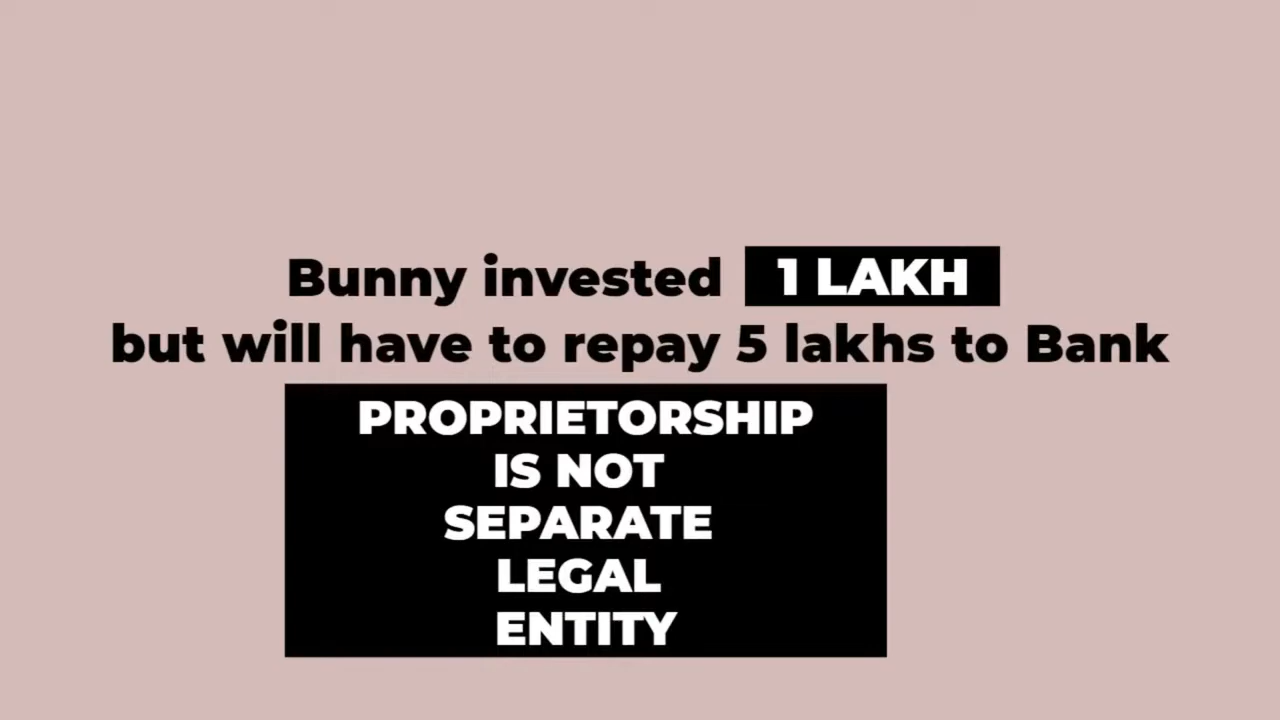 Bunny invested 1 LAKH
but will have to repay 5 lakhs to Bank
PROPRIETORSHIP
IS NOT
SEPARATE
LEGAL
ENTITY